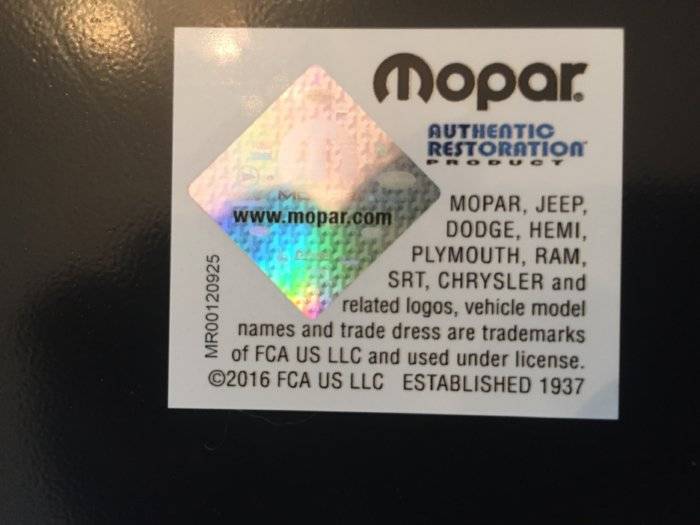 Mopar®
AUTHENTIC
RESTORATION
PRODUCT
www.mopar.com
MOPAR, JEEP,
DODGE, HEMI,
PLYMOUTH, RAM,
SRT, CHRYSLER and
related logos, vehicle model
names and trade dress are trademarks
of FCA US LLC and used under license.
©2016 FCA US LLC ESTABLISHED 1937
MR00120925